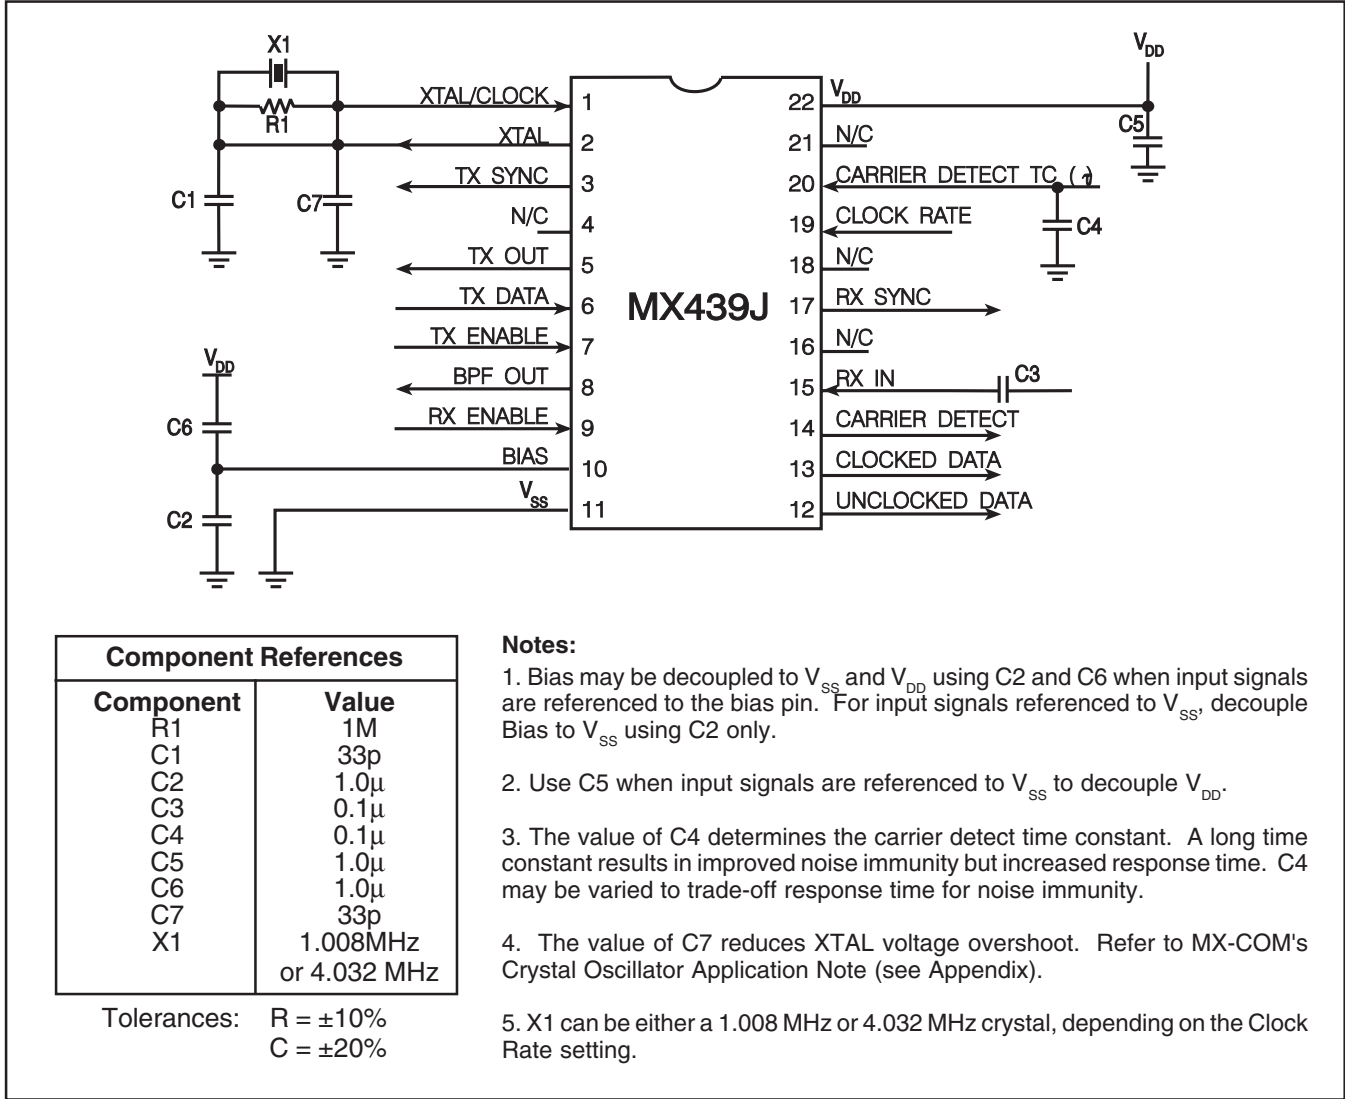 X1
R1
C1
C7
XTAL/CLOCK
XTAL
TX SYNC
N/C
TX OUT
TX DATA
TX ENABLE
BPF OUT
RX ENABLE
BIAS
VSS
VDD
C6
C2
1
2
3
4
5
6
7
8
9
10
11
MX439J
22
21
20
19
18
17
16
15
14
13
12
VDD
N/C
CARRIER DETECT TC (τ)
CLOCK RATE
N/C
RX SYNC
N/C
RX IN
CARRIER DETECT
CLOCKED DATA
UNCLOCKED DATA
VDD
C5
C4
C3
Component References
Component Value
R1 1M
C1 33p
C2 1.0µ
C3 0.1µ
C4 0.1µ
C5 1.0µ
C6 1.0µ
C7 33p
X1 1.008MHz
or 4.032 MHz
Tolerances: R = ±10%
C = ±20%
Notes:
1. Bias may be decoupled to VSS and VDD using C2 and C6 when input signals
are referenced to the bias pin. For input signals referenced to VSS, decouple
Bias to VSS using C2 only.
2. Use C5 when input signals are referenced to VSS to decouple VDD.
3. The value of C4 determines the carrier detect time constant. A long time
constant results in improved noise immunity but increased response time. C4
may be varied to trade-off response time for noise immunity.
4. The value of C7 reduces XTAL voltage overshoot. Refer to MX-COM's
Crystal Oscillator Application Note (see Appendix).
5. X1 can be either a 1.008 MHz or 4.032 MHz crystal, depending on the Clock
Rate setting.